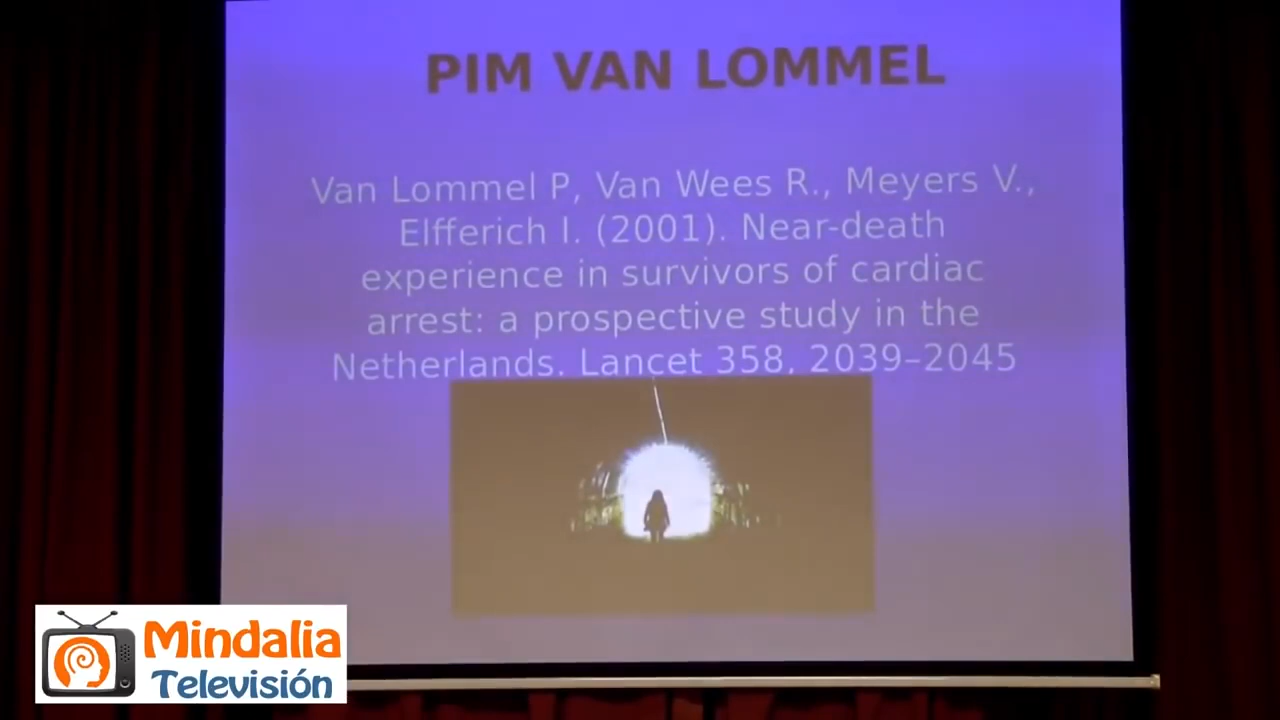 PIM VAN LOMMEL
Van Lommel P, Van Wees R., Meyers V.,
Elfferich I. (2001). Near-death
experience in survivors of cardiac
arrest: a prospective study in the
Netherlands. Lancet 358, 2039–2045
Mindalia
Televisión